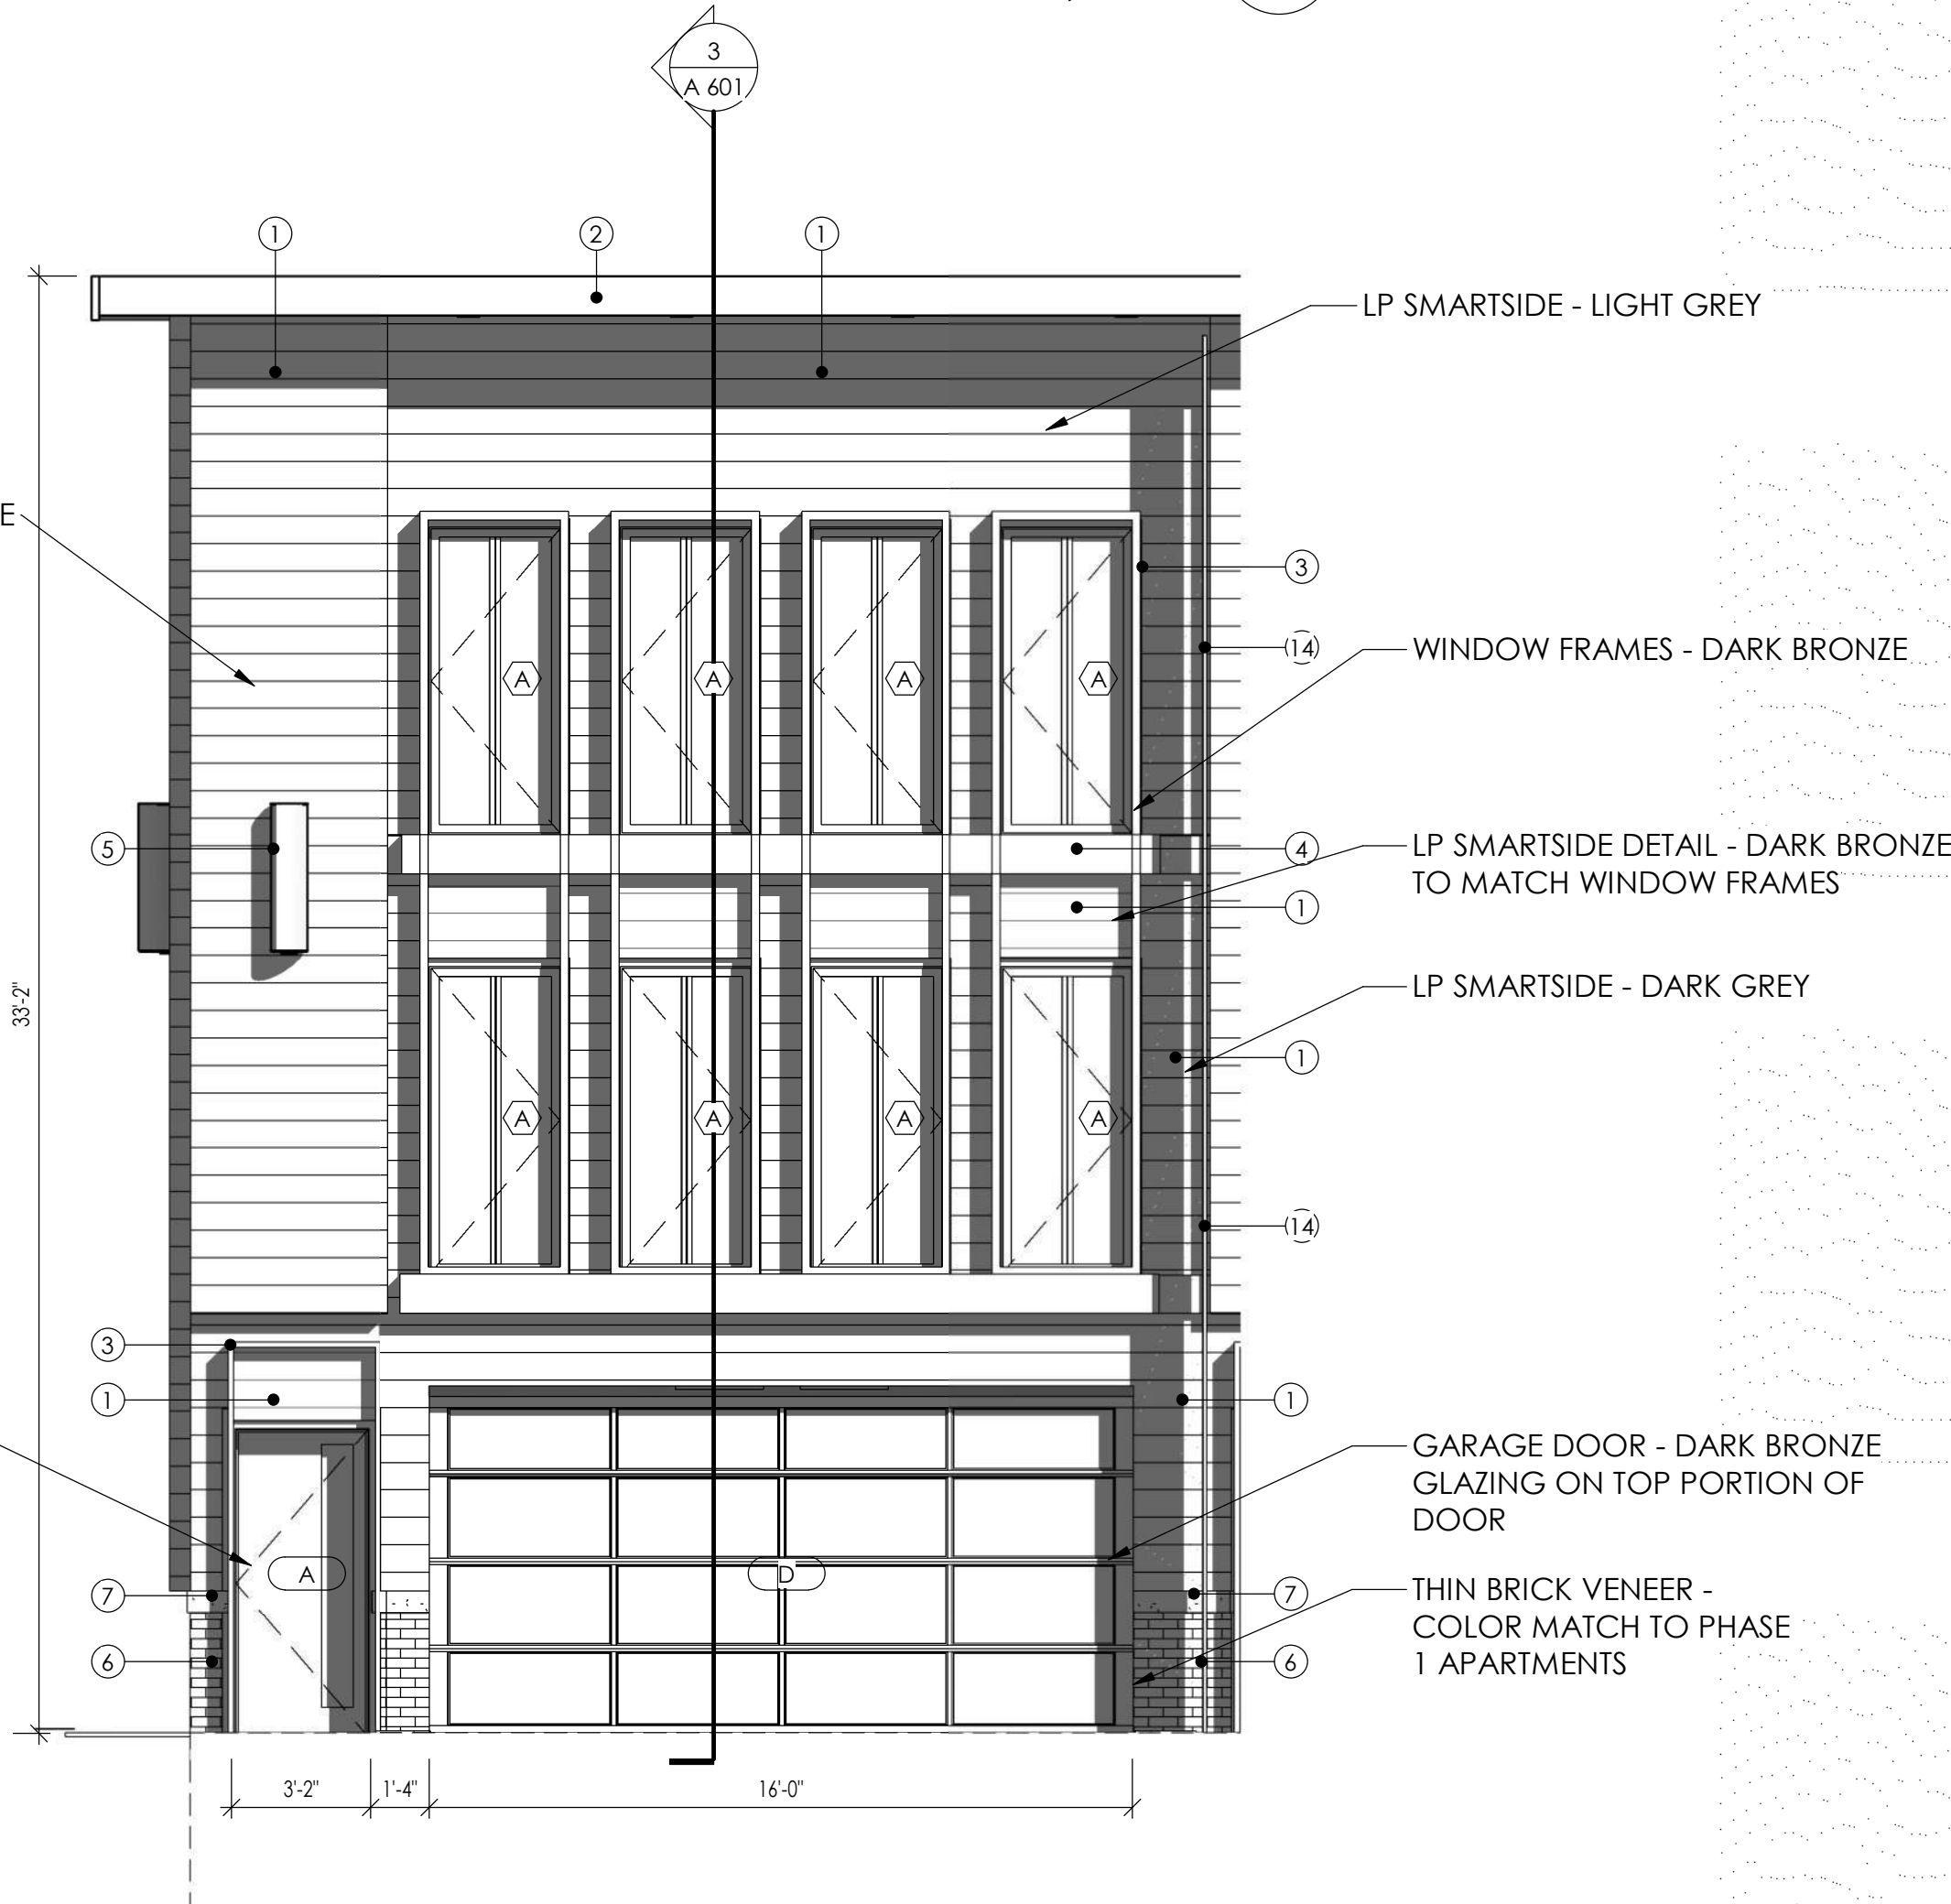 3
A 601
1
2
1
LP SMARTSIDE - LIGHT GREY
E
3
14
WINDOW FRAMES - DARK BRONZE
A
A
A
A
5
4
LP SMARTSIDE DETAIL - DARK BRONZE
TO MATCH WINDOW FRAMES
1
LP SMARTSIDE - DARK GREY
33'-2"
1
A
A
A
A
14
3
1
1
GARAGE DOOR - DARK BRONZE
GLAZING ON TOP PORTION OF
DOOR
A
D
7
7
THIN BRICK VENEER -
COLOR MATCH TO PHASE
1 APARTMENTS
6
6
3'-2"
1'-4"
16'-0"